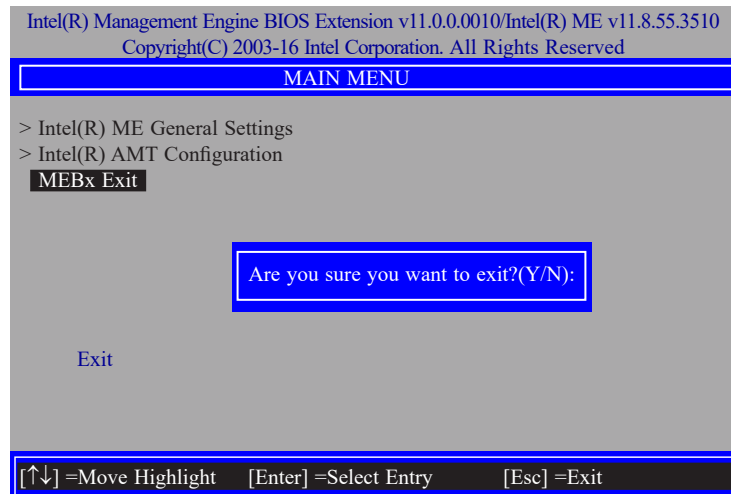 Intel(R) Management Engine BIOS Extension v11.0.0.0010/Intel(R) ME v11.8.55.3510
Copyright(C) 2003-16 Intel Corporation. All Rights Reserved
MAIN MENU
> Intel(R) ME General Settings
> Intel(R) AMT Configuration
MEBx Exit
Are you sure you want to exit?(Y/N):
Exit
[↑↓] =Move Highlight [Enter] =Select Entry [Esc] =Exit